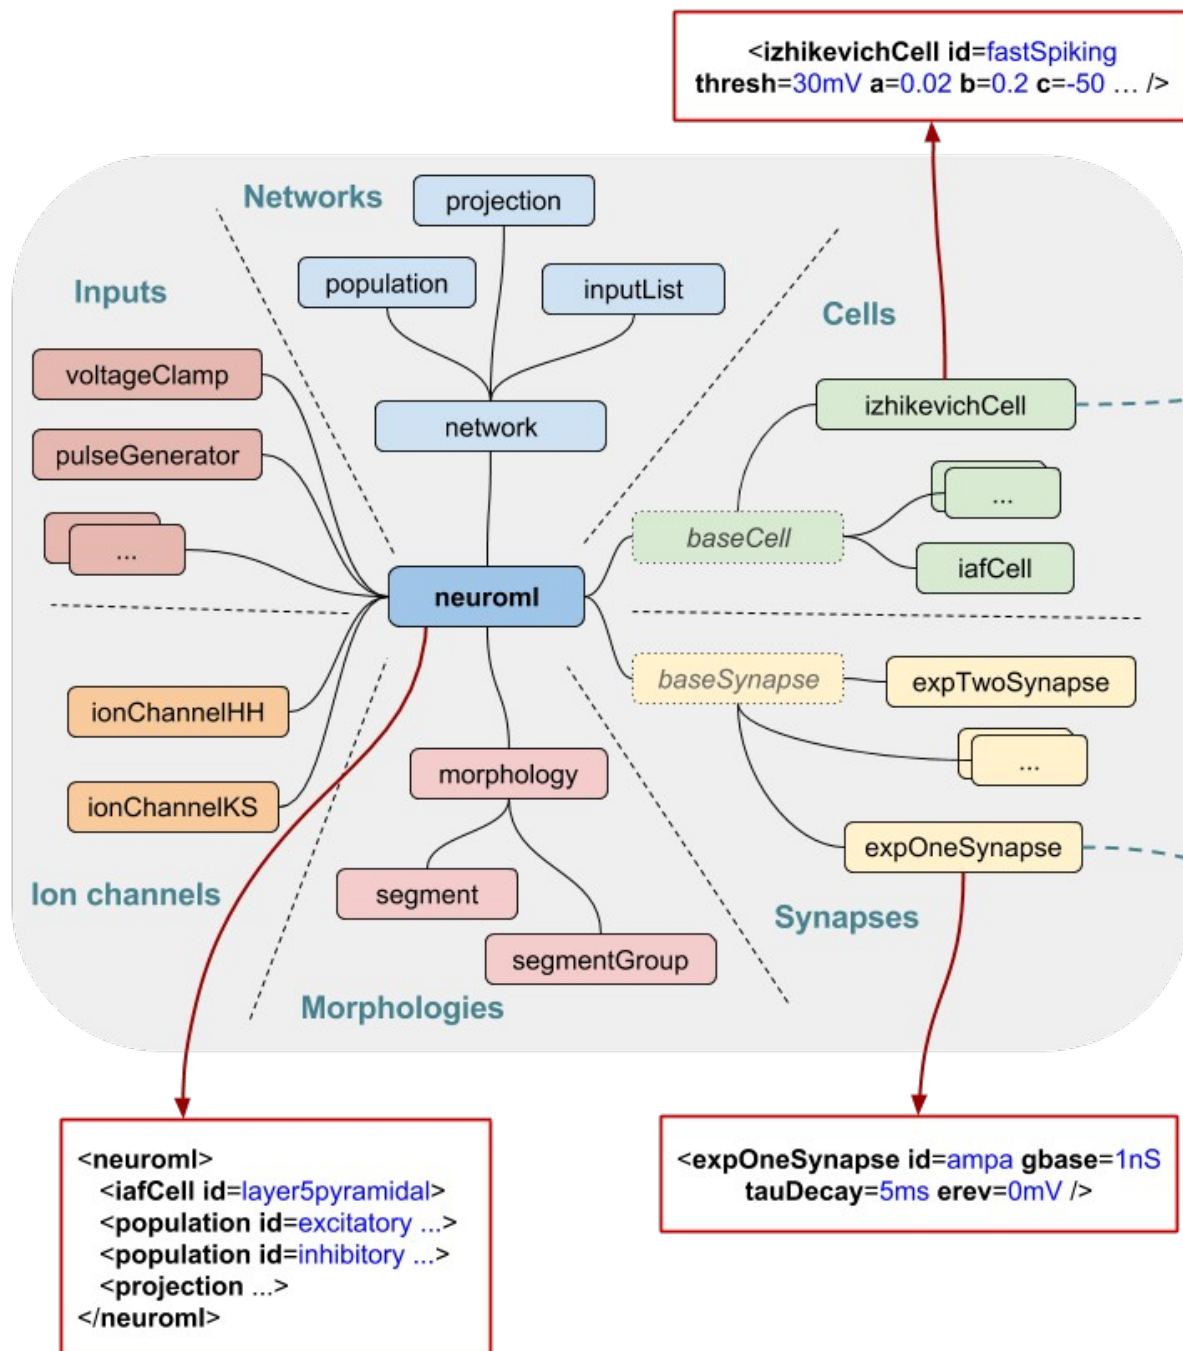 <izhikevichCell id=fastSpiking
thresh=30mV a=0.02 b=0.2 c=-50 ... />
Networks
projection
population
inputList
Inputs
Cells
voltageClamp
izhikevichCell
network
pulseGenerator
...
baseCell
...
iafCell
neuroml
baseSynapse
expTwoSynapse
ionChannelHH
morphology
...
ionChannelKS
expOneSynapse
segment
Ion channels
Synapses
segmentGroup
Morphologies
<neuroml>
<iafCell id=layer5pyramidal>
<population id=excitatory ...>
<population id=inhibitory ...>
<projection ...>
</neuroml>
<expOneSynapse id=ampa gbase=1nS
tauDecay=5ms erev=0mV />